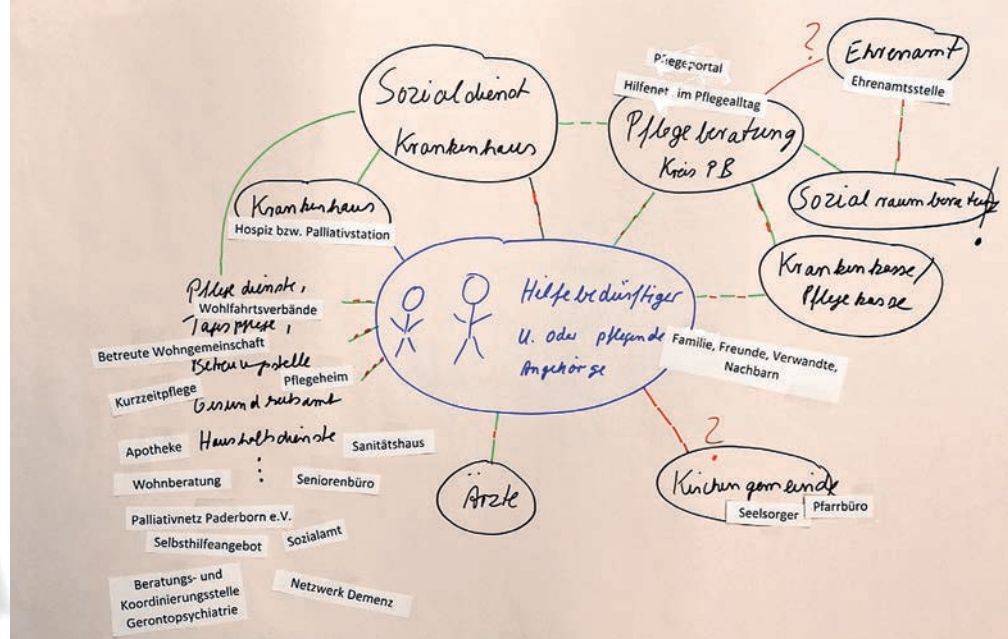 ?
Ehrenamt
Ehrenamtsstelle
Pflegeportal
Hilfenet im Pflegealltag
Pflegeberatung
Kreis PB
Sozialdienst
Krankenhaus
Sozialraumberatung!
Krankenhaus
Hospiz bzw. Palliativstation
Krankenkasse/
Pflegekasse
Hilfebedürftiger
u. oder pflegende
Angehörge
Familie, Freunde, Verwandte,
Nachbarn
Pflegedienste,
Wohlfahrtsverbände
Tagespflege,
Betreute Wohngemeinschaft
Betreuungsstelle
Pflegeheim
Kurzzeitpflege
Gesundheitsamt
Apotheke
Haushaltsdienste
Sanitätshaus
Wohnberatung
Seniorenbüro
Palliativnetz Paderborn e.V.
Selbsthilfeangebot
Sozialamt
Beratungs- und
Koordinierungsstelle
Gerontopsychiatrie
Netzwerk Demenz
Ärzte
?
Kirchengemeinde
Seelsorger
Pfarrbüro